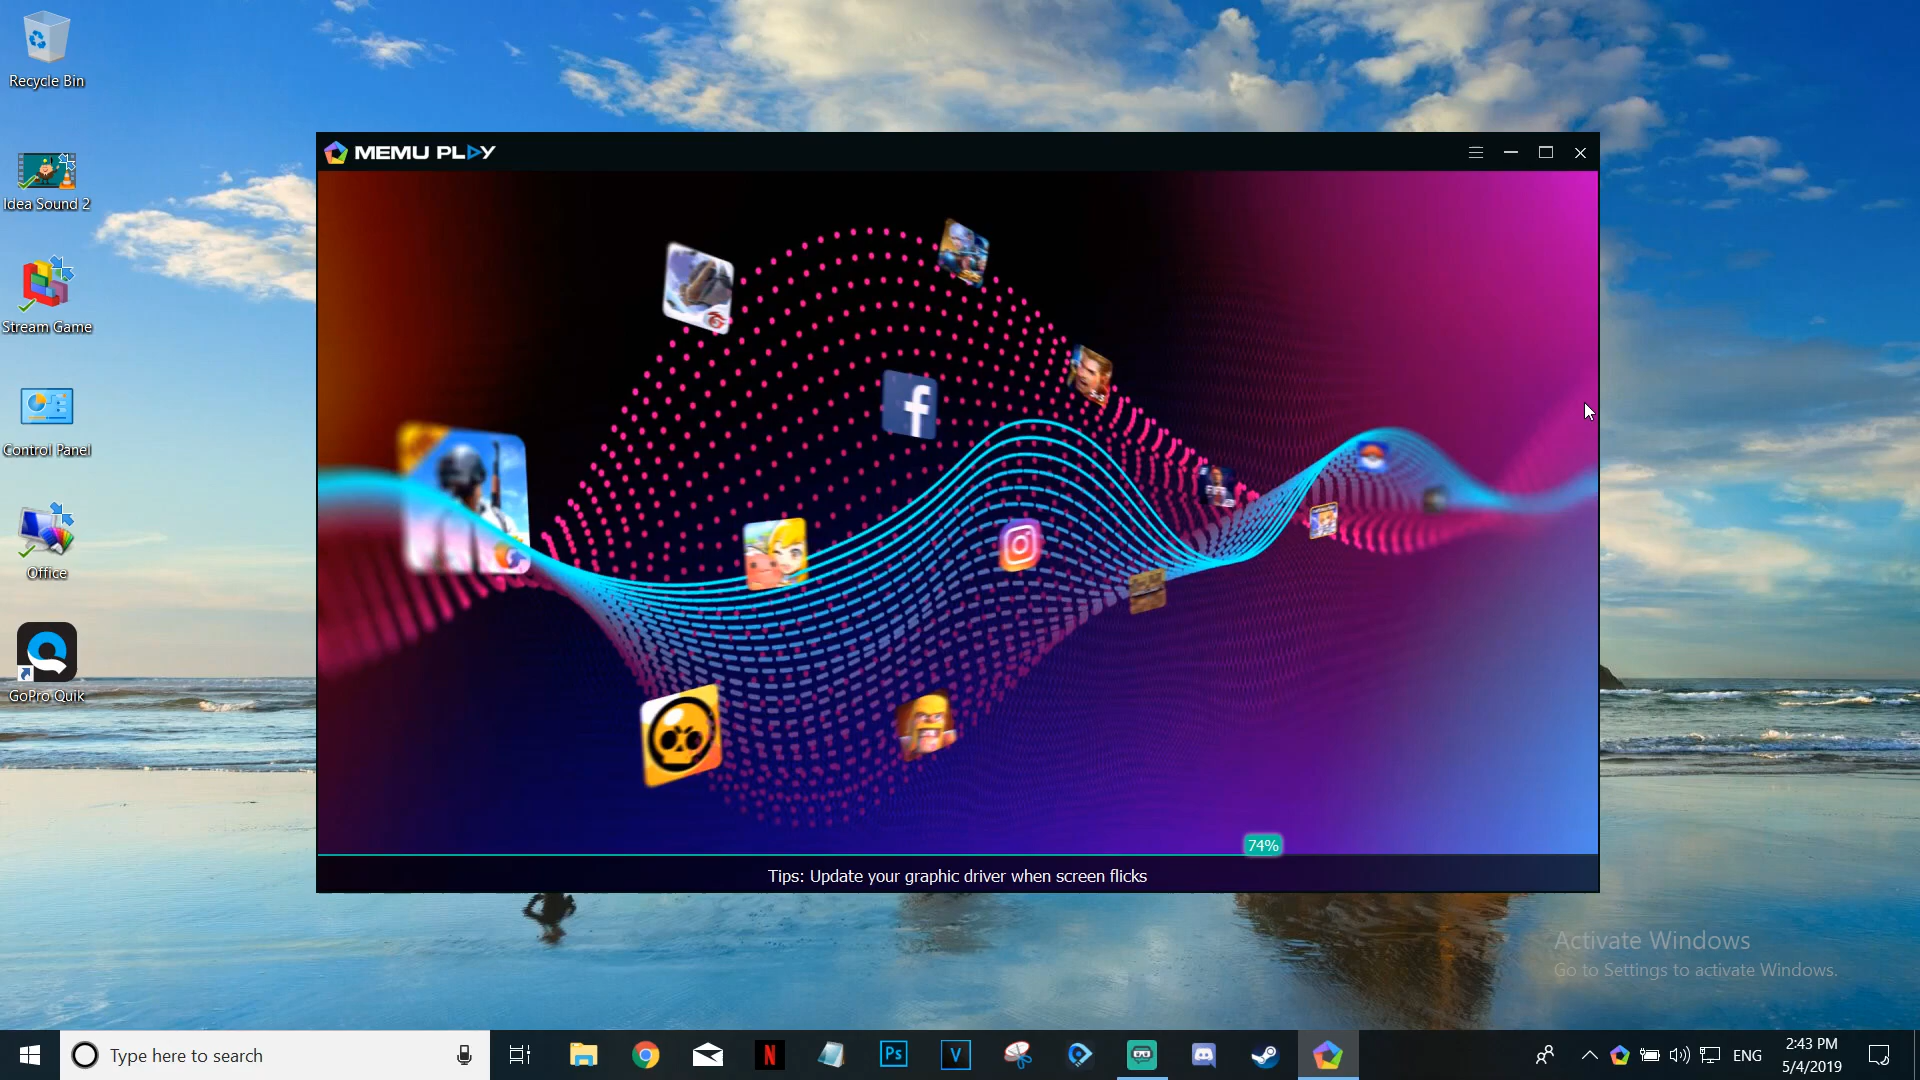 Recycle Bin
Idea Sound 2
Stream Game
Control Panel
Office
GoPro Quik
MEMU PLAY
f
74%
Tips: Update your graphic driver when screen flicks
Activate Windows
Go to Settings to activate Windows.
Type here to search
N
Ps
V
ENG
2:43 PM
5/4/2019